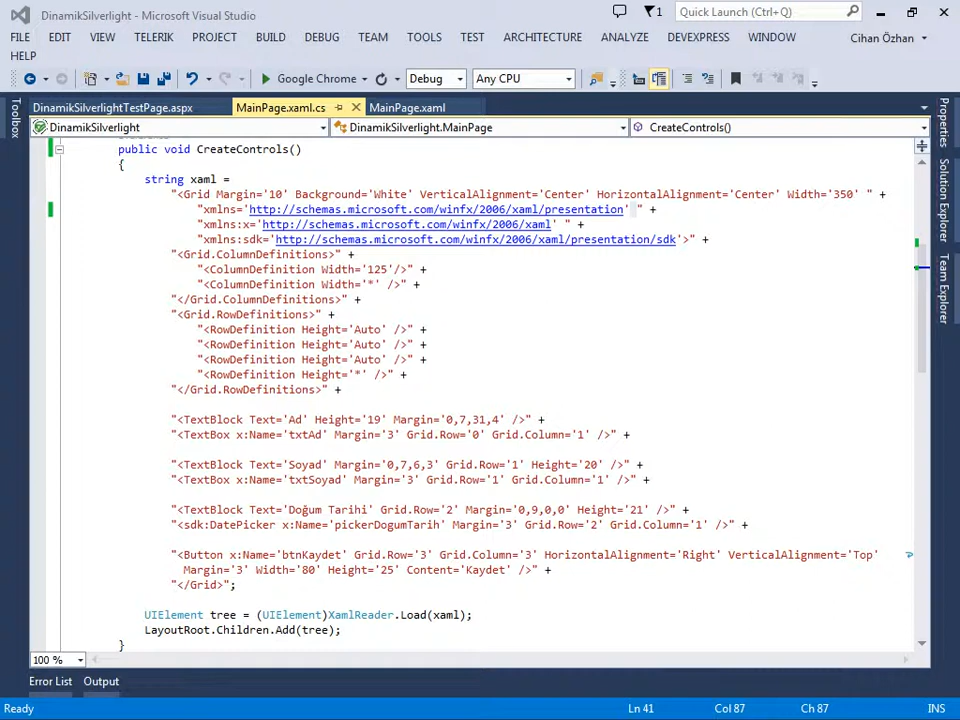 DinamikSilverlight - Microsoft Visual Studio
1
Quick Launch (Ctrl+Q)
FILE EDIT VIEW TELERIK PROJECT BUILD DEBUG TEAM TOOLS TEST ARCHITECTURE ANALYZE DEVEXPRESS WINDOW
Cihan Özhan
HELP
Google Chrome Debug Any CPU
DinamikSilverlightTestPage.aspx MainPage.xaml.cs MainPage.xaml
DinamikSilverlight DinamikSilverlight.MainPage CreateControls()
Toolbox
Properties
Solution Explorer
Team Explorer
public void CreateControls()
{
string xaml =
"<Grid Margin='10' Background='White' VerticalAlignment='Center' HorizontalAlignment='Center' Width='350' " +
"xmlns='http://schemas.microsoft.com/winfx/2006/xaml/presentation' " +
"xmlns:x='http://schemas.microsoft.com/winfx/2006/xaml' " +
"xmlns:sdk='http://schemas.microsoft.com/winfx/2006/xaml/presentation/sdk'>" +
"<Grid.ColumnDefinitions>" +
"<ColumnDefinition Width='125'/>" +
"<ColumnDefinition Width='*' />" +
"</Grid.ColumnDefinitions>" +
"<Grid.RowDefinitions>" +
"<RowDefinition Height='Auto' />" +
"<RowDefinition Height='Auto' />" +
"<RowDefinition Height='Auto' />" +
"<RowDefinition Height='*' />" +
"</Grid.RowDefinitions>" +
"<TextBlock Text='Ad' Height='19' Margin='0,7,31,4' />" +
"<TextBox x:Name='txtAd' Margin='3' Grid.Row='0' Grid.Column='1' />" +
"<TextBlock Text='Soyad' Margin='0,7,6,3' Grid.Row='1' Height='20' />" +
"<TextBox x:Name='txtSoyad' Margin='3' Grid.Row='1' Grid.Column='1' />" +
"<TextBlock Text='Doğum Tarihi' Grid.Row='2' Margin='0,9,0,0' Height='21' />" +
"<sdk:DatePicker x:Name='pickerDogumTarih' Margin='3' Grid.Row='2' Grid.Column='1' />" +
"<Button x:Name='btnKaydet' Grid.Row='3' Grid.Column='3' HorizontalAlignment='Right' VerticalAlignment='Top'
Margin='3' Width='80' Height='25' Content='Kaydet' />" +
"</Grid>";
UIElement tree = (UIElement)XamlReader.Load(xaml);
LayoutRoot.Children.Add(tree);
}
100 %
Error List Output
Ready Ln 41 Col 87 Ch 87 INS